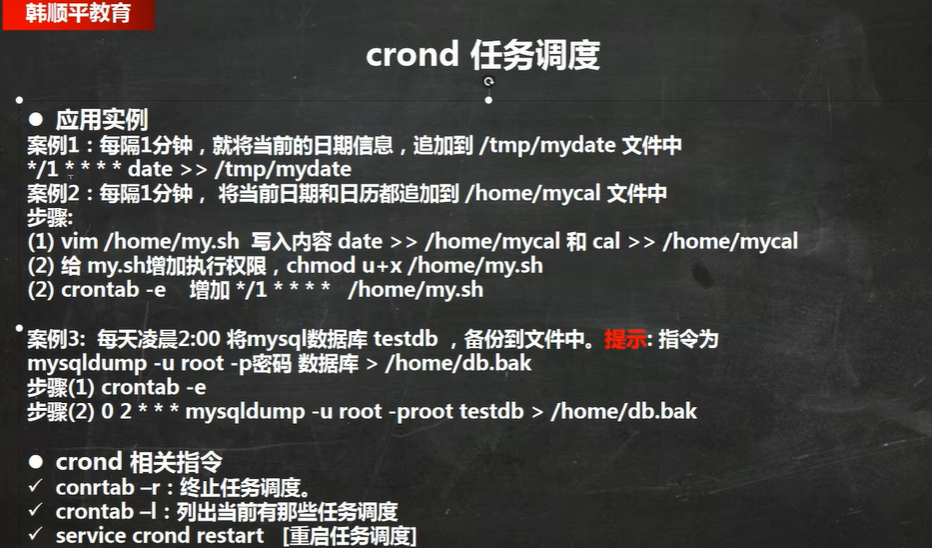 韩顺平教育
crond 任务调度
● 应用实例
案例1：每隔1分钟，就将当前的日期信息，追加到 /tmp/mydate 文件中
*/1 * * * * date >> /tmp/mydate
案例2：每隔1分钟， 将当前日期和日历都追加到 /home/mycal 文件中
步骤:
(1) vim /home/my.sh 写入内容 date >> /home/mycal 和 cal >> /home/mycal
(2) 给 my.sh增加执行权限，chmod u+x /home/my.sh
(2) crontab -e 增加 */1 * * * * /home/my.sh
案例3: 每天凌晨2:00 将mysql数据库 testdb ，备份到文件中。提示: 指令为
mysqldump -u root -p密码 数据库 > /home/db.bak
步骤(1) crontab -e
步骤(2) 0 2 * * * mysqldump -u root -proot testdb > /home/db.bak
● crond 相关指令
✓ conrtab –r：终止任务调度。
✓ crontab –l：列出当前有那些任务调度
✓ service crond restart [重启任务调度]